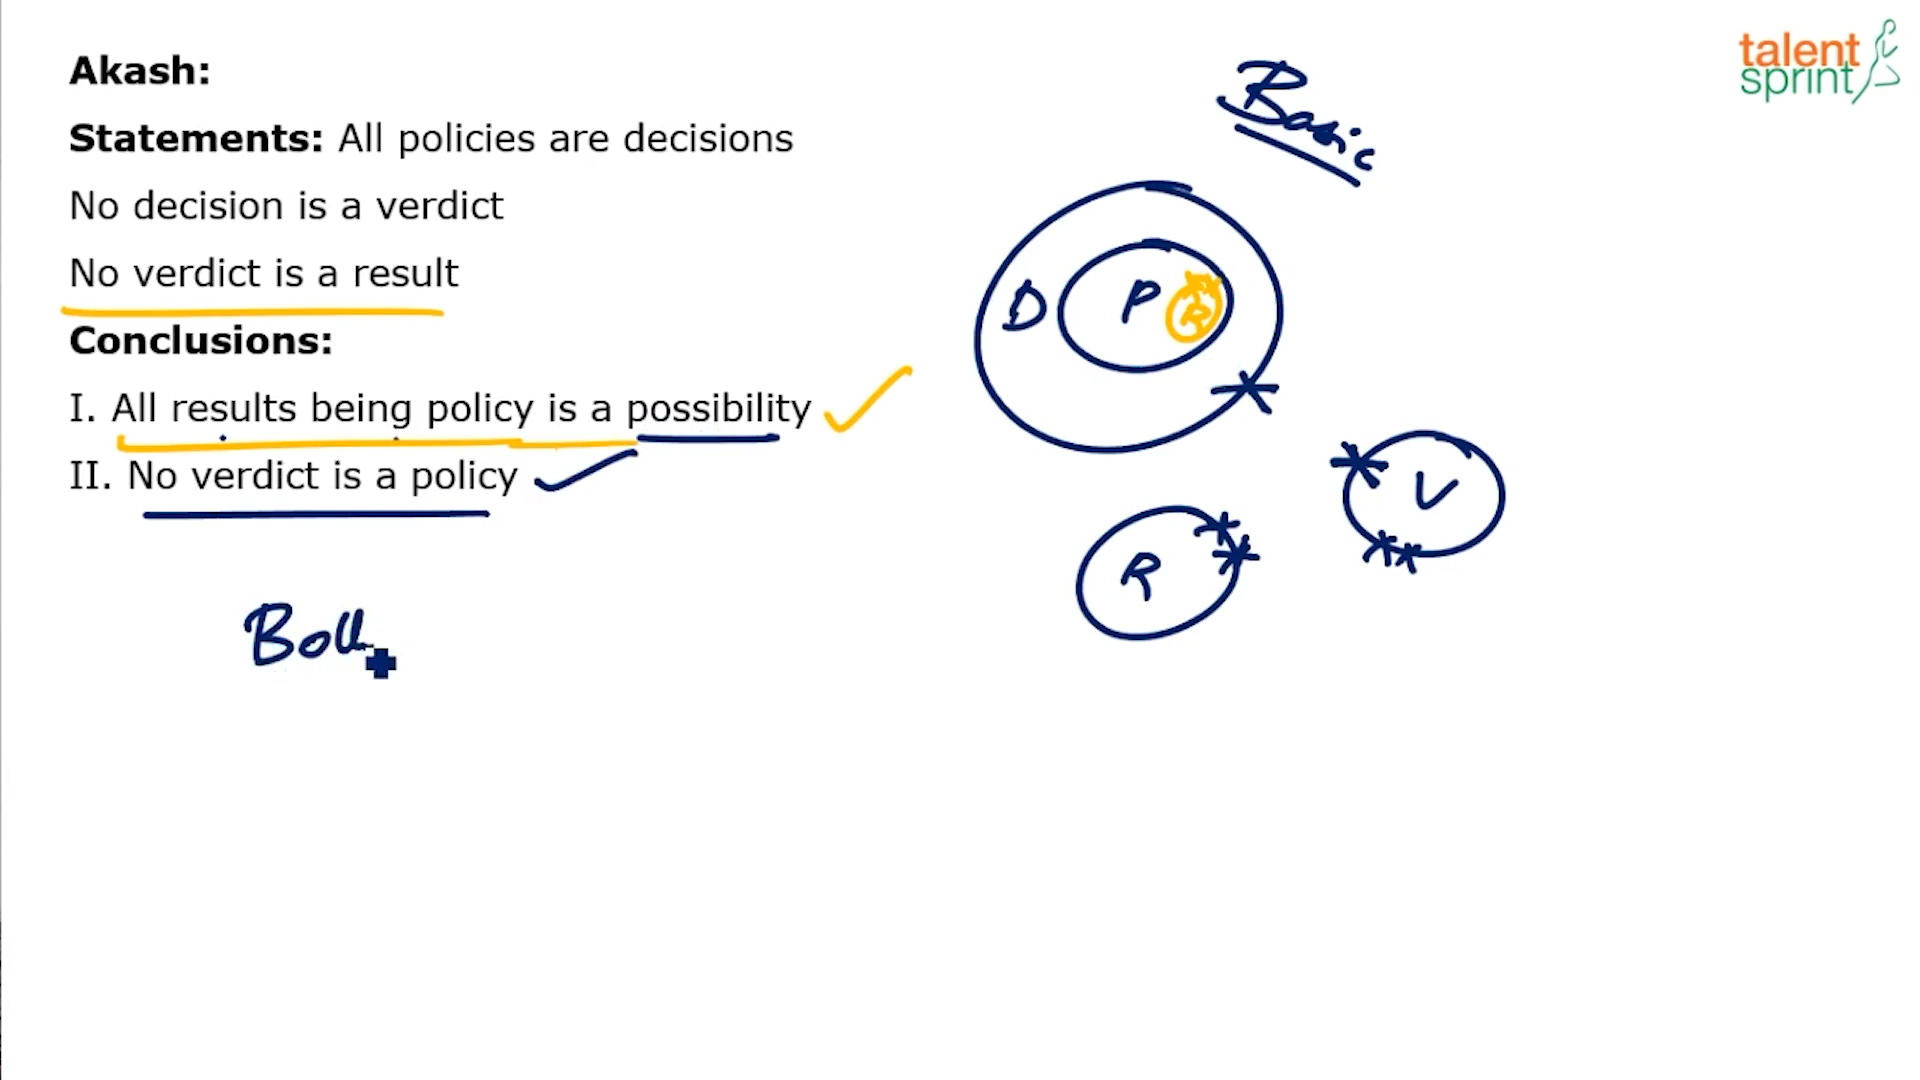 talent
sprint
Akash:
Basic
Statements: All policies are decisions
No decision is a verdict
No verdict is a result
D P R
Conclusions:
I. All results being policy is a possibility
II. No verdict is a policy
V
R